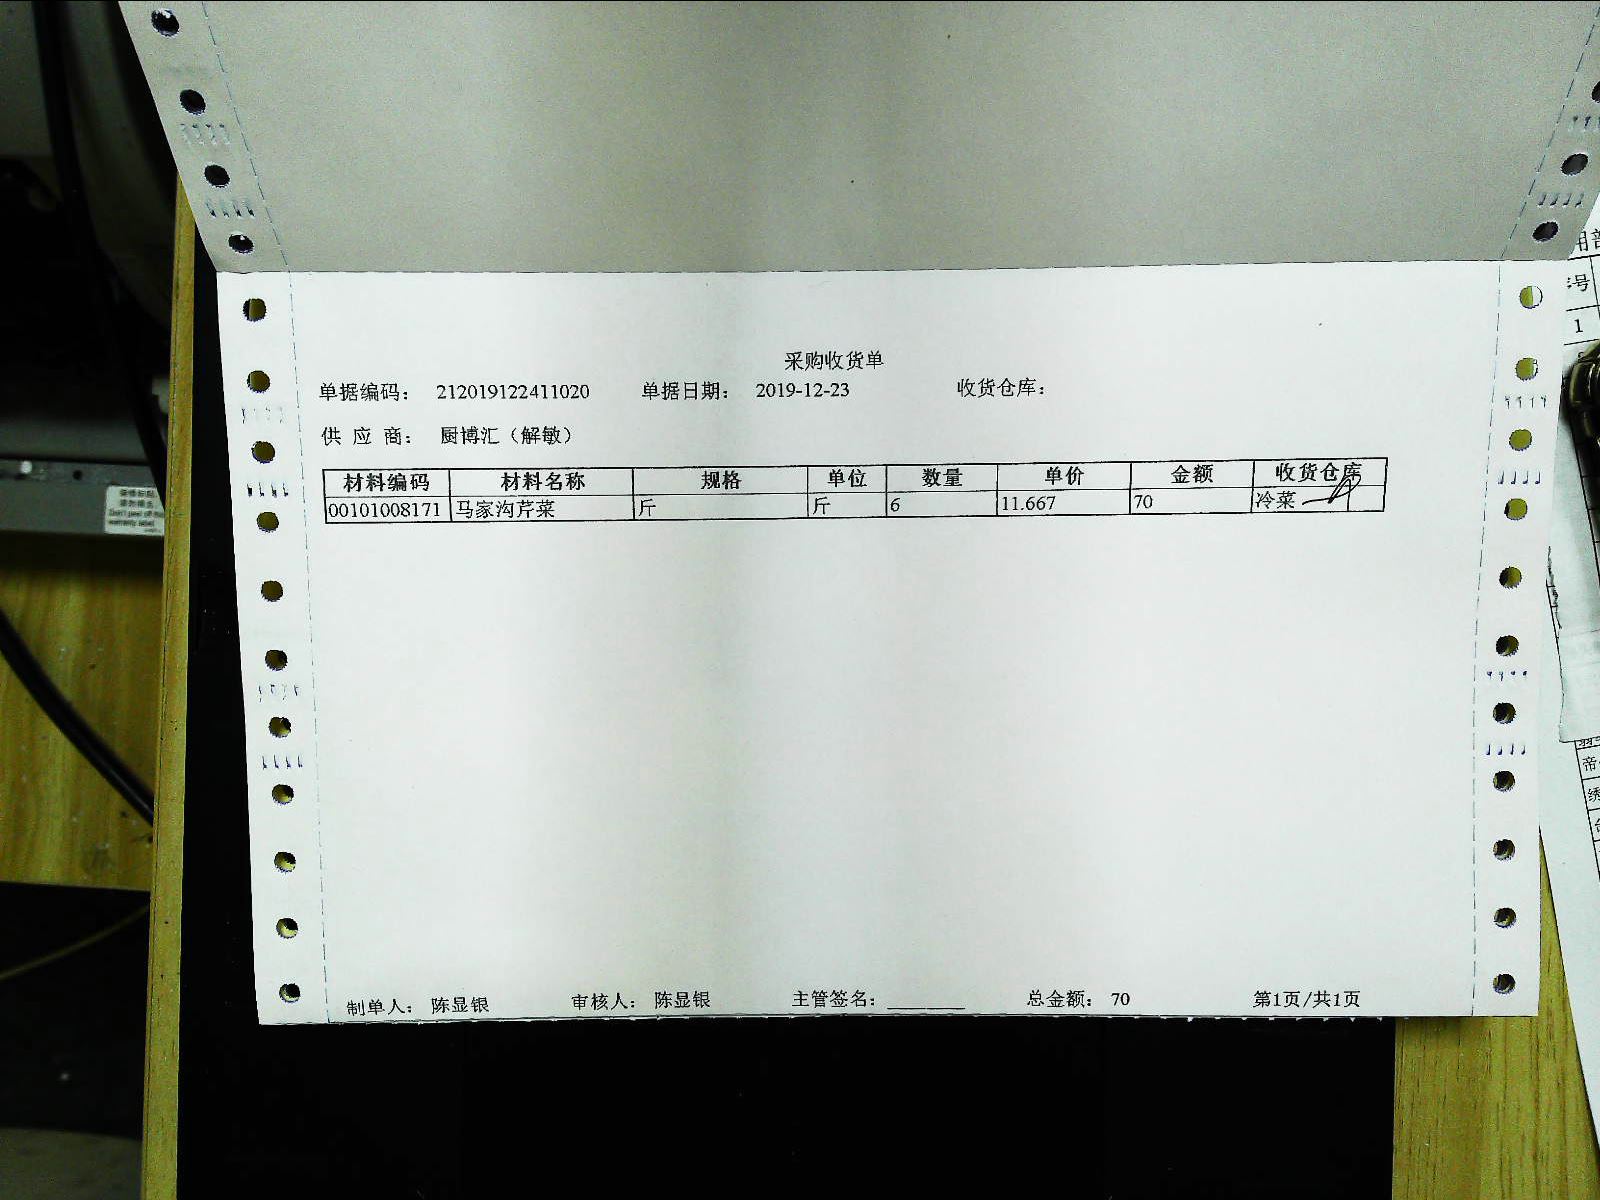 采购收货单
单据编码： 212019122411020 单据日期： 2019-12-23 收货仓库：
供 应 商： 厨博汇（解敏）
材料编码 材料名称 规格 单位 数量 单价 金额 收货仓库
00101008171 马家沟芹菜 斤 斤 6 11.667 70 冷菜
制单人： 陈显银 审核人： 陈显银 主管签名： 总金额： 70 第1页/共1页
号
1
帝